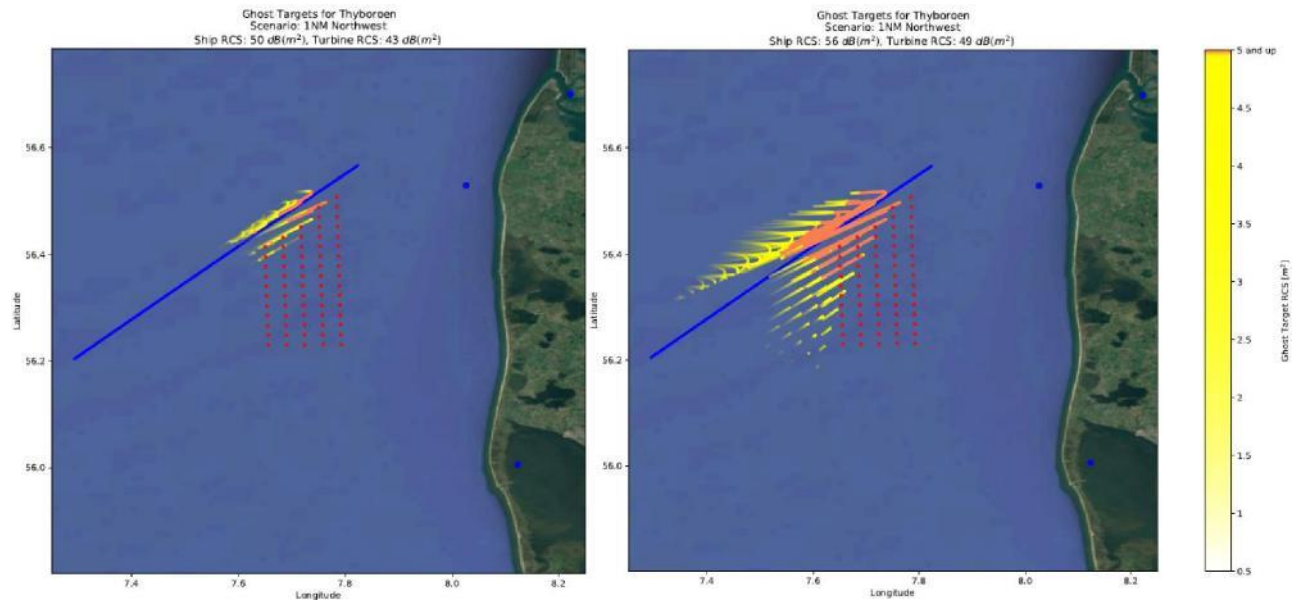 Ghost Targets for Thyboroen
Scenario: 1NM Northwest
Ship RCS: 50 dB(m²), Turbine RCS: 43 dB(m²)
56.6
56.4
56.2
56.0
Latitude
7.4
7.6
7.8
8.0
8.2
Longitude
Ghost Targets for Thyboroen
Scenario: 1NM Northwest
Ship RCS: 56 dB(m²), Turbine RCS: 49 dB(m²)
56.6
56.4
56.2
56.0
Latitude
7.4
7.6
7.8
8.0
8.2
Longitude
5 and up
4.5
4
3.5
3
2.5
2
1.5
1
0.5
Ghost Target RCS [m²]